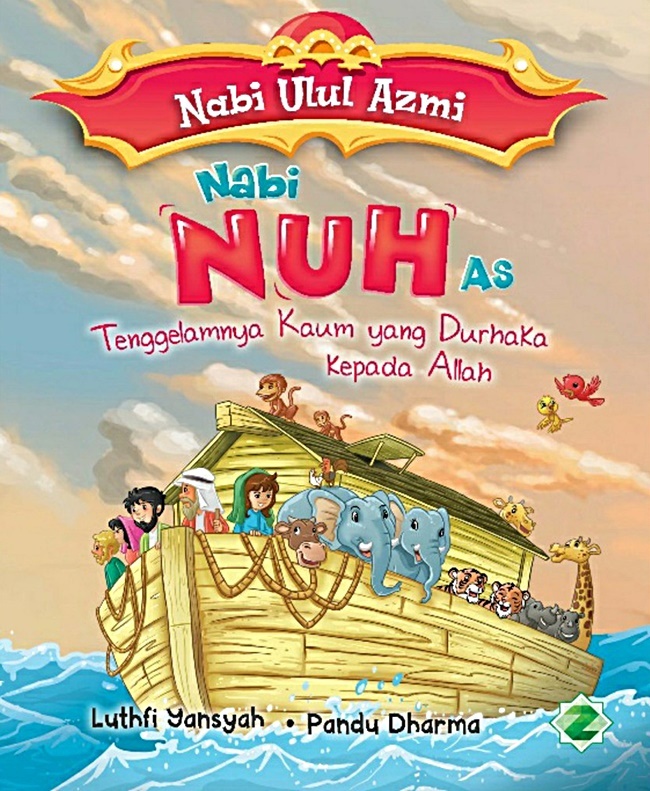 Nabi Ulul Azmi
Nabi
NUH AS
Tenggelamnya Kaum yang Durhaka
kepada Allah
Luthfi Yansyah • Pandu Dharma
Z